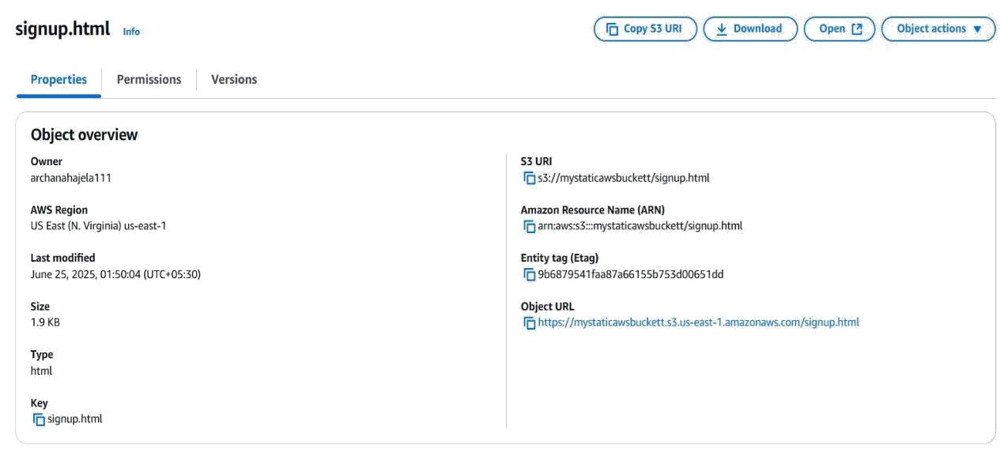 signup.html Info
Copy S3 URI
Download
Open
Object actions
Properties
Permissions
Versions
Object overview
Owner
archanahajela111
AWS Region
US East (N. Virginia) us-east-1
Last modified
June 25, 2025, 01:50:04 (UTC+05:30)
Size
1.9 KB
Type
html
Key
signup.html
S3 URI
s3://mystaticawsbuckett/signup.html
Amazon Resource Name (ARN)
arn:aws:s3:::mystaticawsbuckett/signup.html
Entity tag (Etag)
9b6879541faa87a66155b753d00651dd
Object URL
https://mystaticawsbuckett.s3.us-east-1.amazonaws.com/signup.html